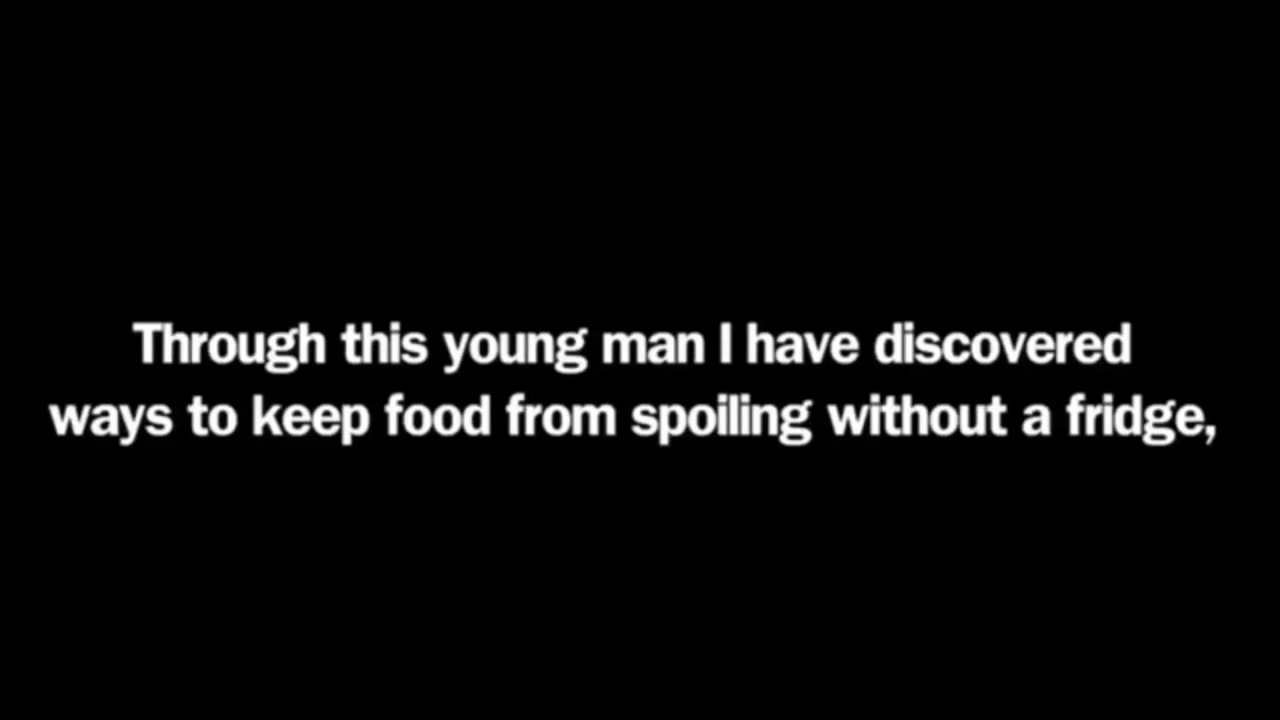 Through this young man I have discovered
ways to keep food from spoiling without a fridge,